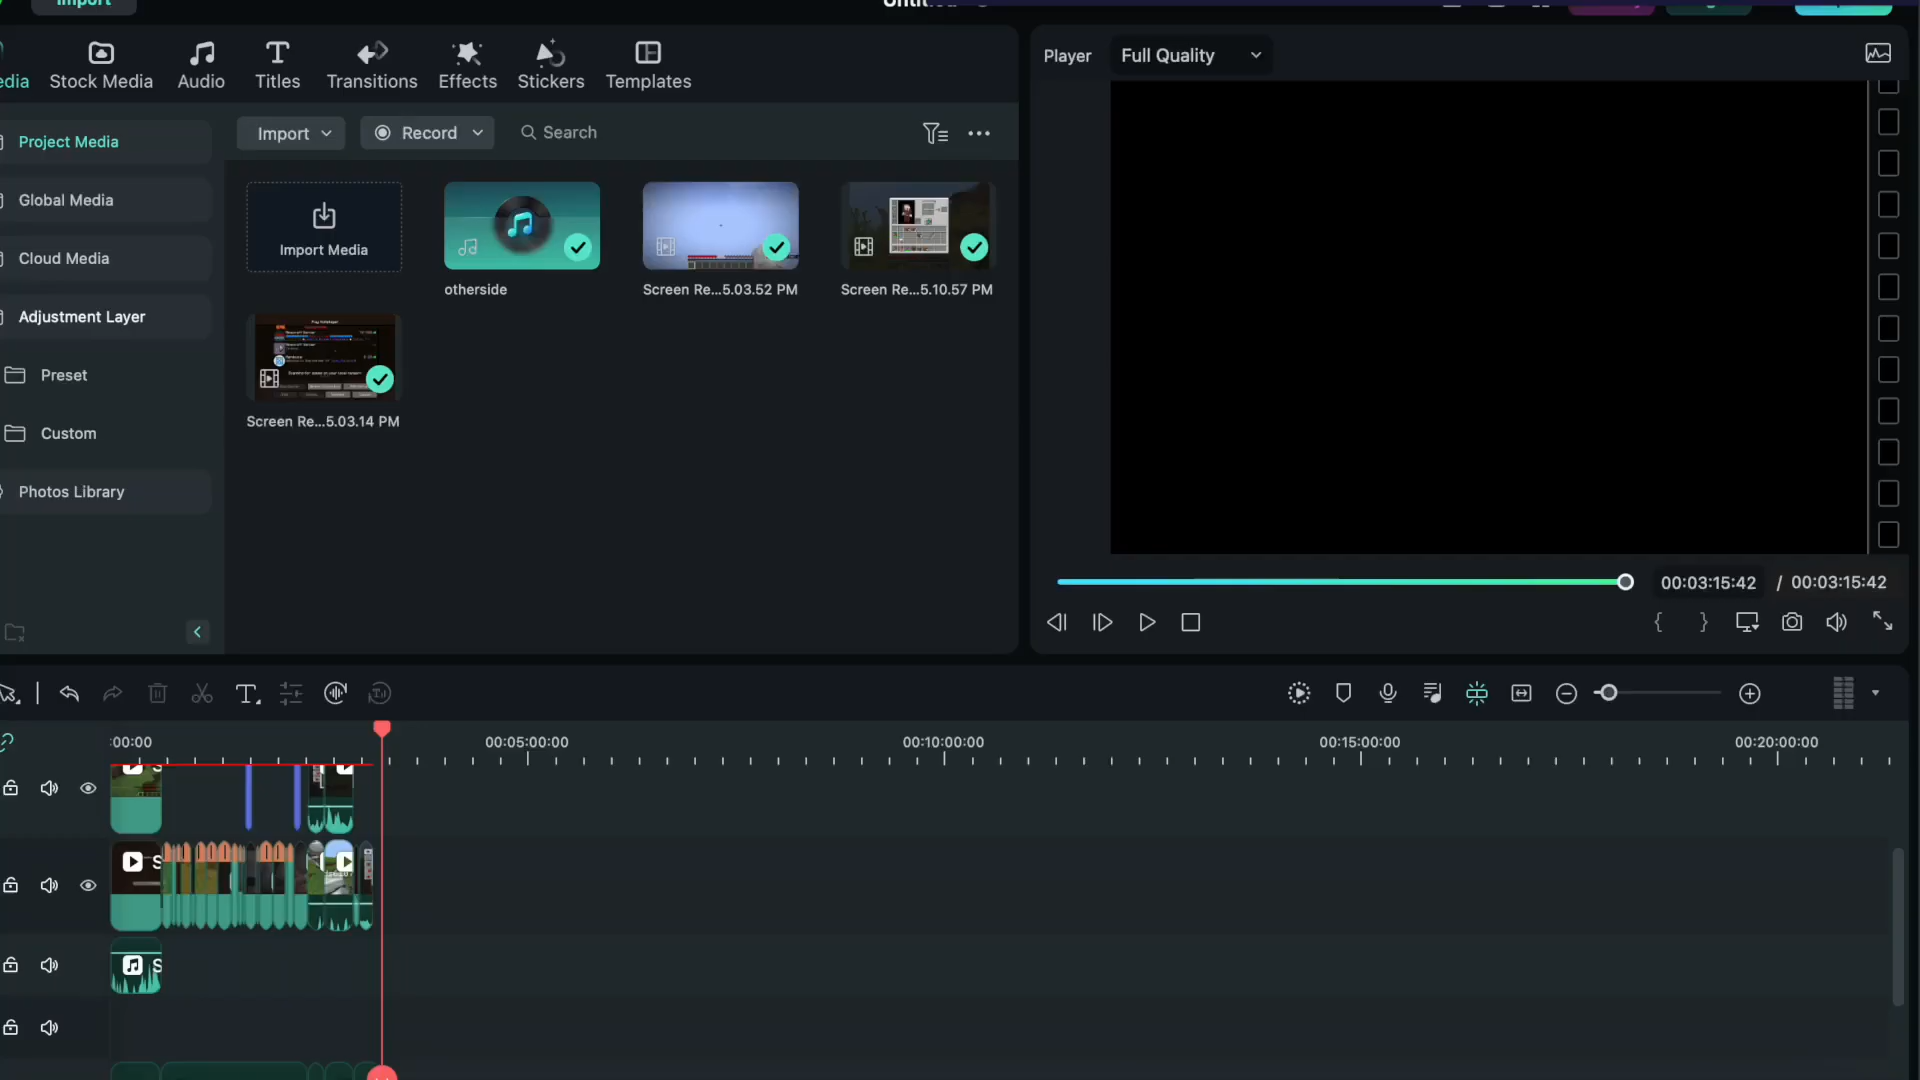 Import
Stock Media
Audio
Titles
Transitions
Effects
Stickers
Templates
Player
Full Quality
Project Media
Import
Record
Search
Global Media
Cloud Media
Adjustment Layer
Preset
Custom
Photos Library
Import Media
otherside
Screen Re...5.03.52 PM
Screen Re...5.10.57 PM
Screen Re...5.03.14 PM
00:03:15:42 / 00:03:15:42
:00:00
00:05:00:00
00:10:00:00
00:15:00:00
00:20:00:00